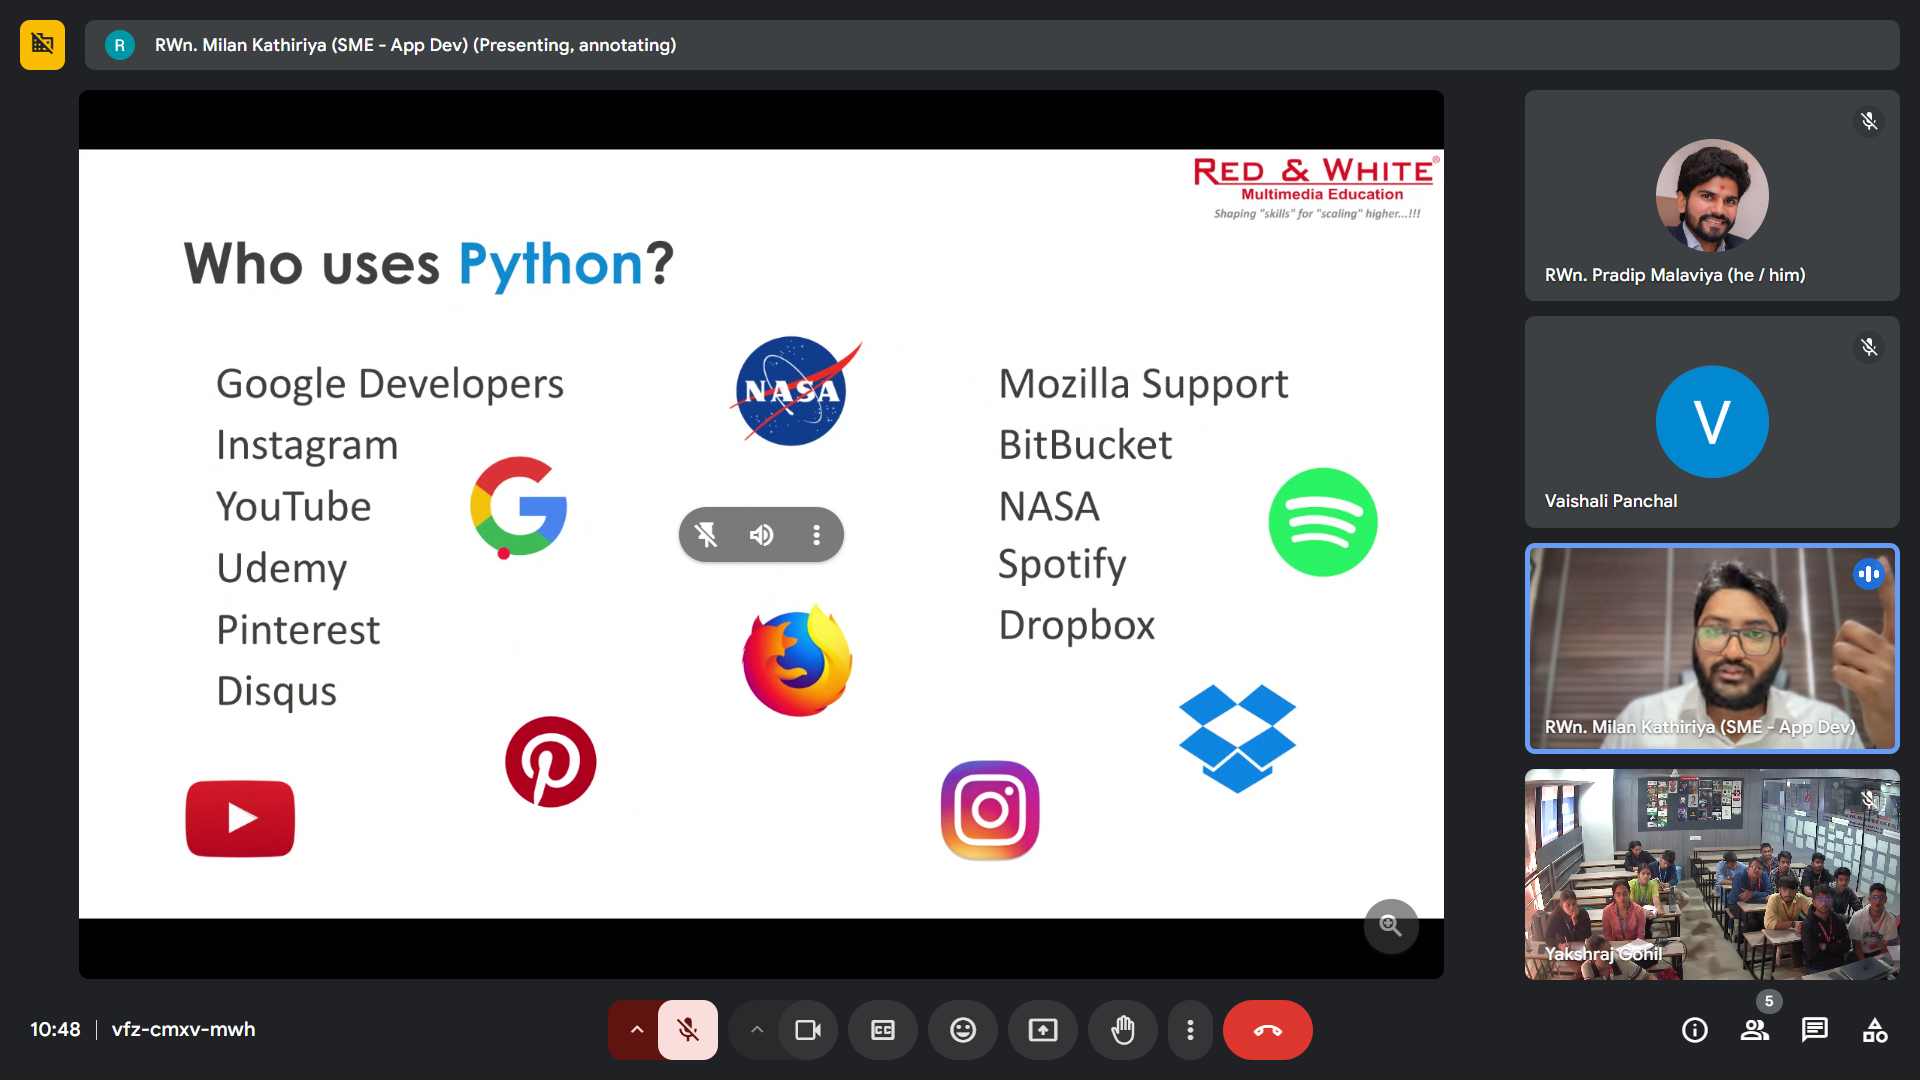 R RWn. Milan Kathiriya (SME - App Dev) (Presenting, annotating)
RED & WHITE®
Multimedia Education
Shaping "skills" for "scaling" higher...!!!
Who uses Python?
Google Developers
Instagram
YouTube
Udemy
Pinterest
Disqus
NASA
Mozilla Support
BitBucket
NASA
Spotify
Dropbox
RWn. Pradip Malaviya (he / him)
V
Vaishali Panchal
RWn. Milan Kathiriya (SME - App Dev)
Yakshraj Gohil
10:48 | vfz-cmxv-mwh
CC
5